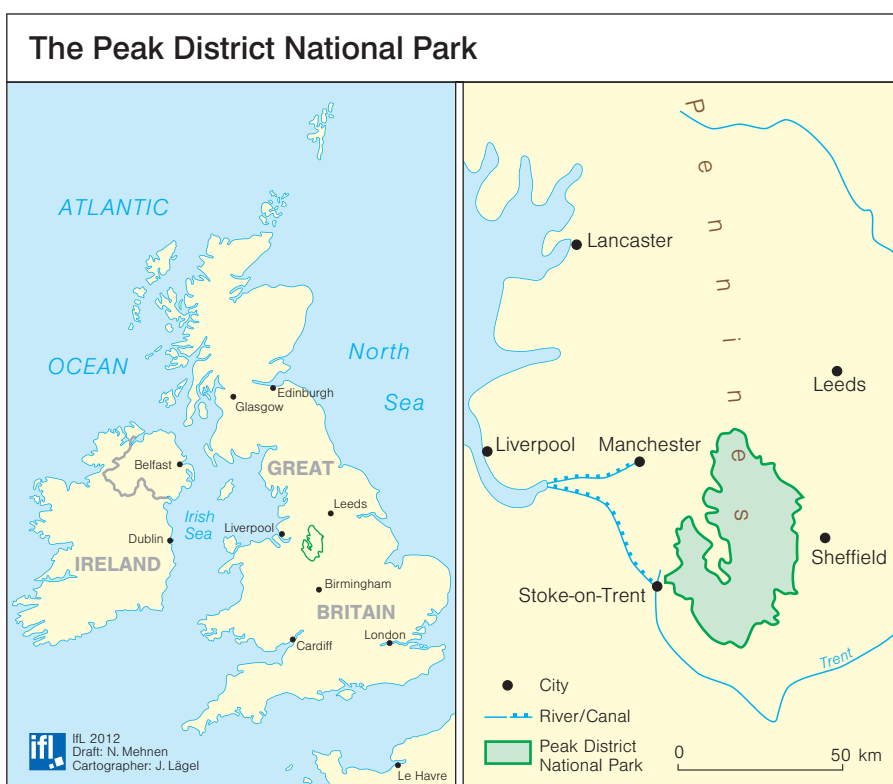 The Peak District National Park
ATLANTIC
OCEAN
North
Sea
Edinburgh
Glasgow
GREAT
Belfast
Irish
Sea
Leeds
Liverpool
Dublin
IRELAND
Birmingham
BRITAIN
Cardiff
London
Le Havre
ifl
IfL 2012
Draft: N. Mehnen
Cartographer: J. Lägel
Pennines
Lancaster
Leeds
Liverpool
Manchester
Sheffield
Stoke-on-Trent
Trent
City
River/Canal
Peak District
National Park
0 50 km